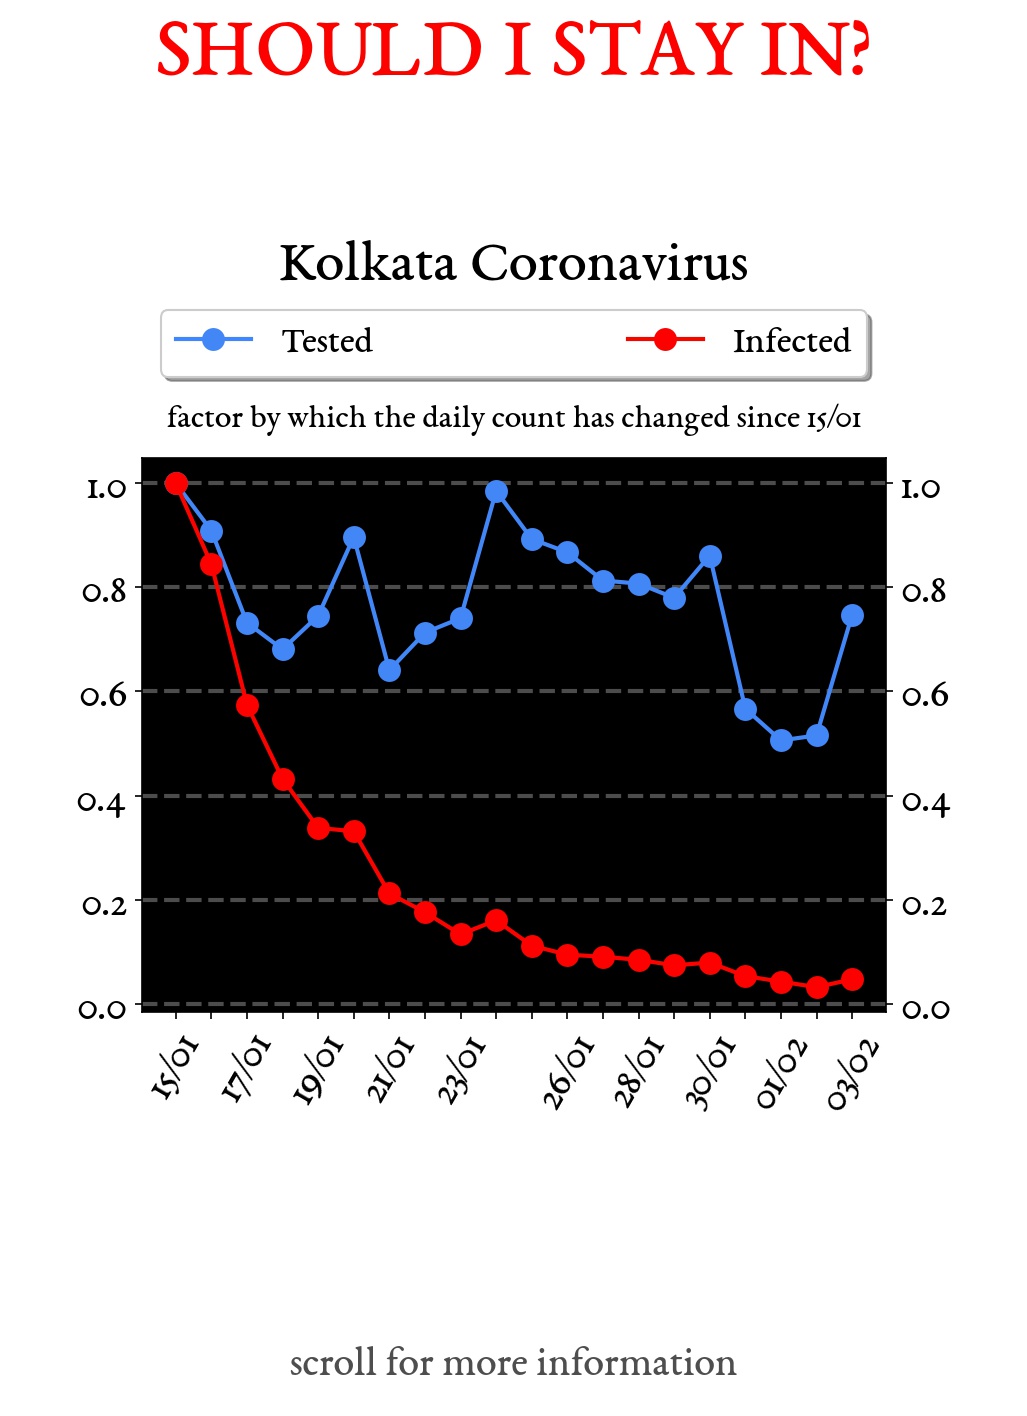 SHOULD I STAY IN?
Kolkata Coronavirus
Tested Infected
factor by which the daily count has changed since 15/01
1.0 1.0
0.8 0.8
0.6 0.6
0.4 0.4
0.2 0.2
0.0 0.0
15/01 17/01 19/01 21/01 23/01 26/01 28/01 30/01 01/02 03/02
scroll for more information